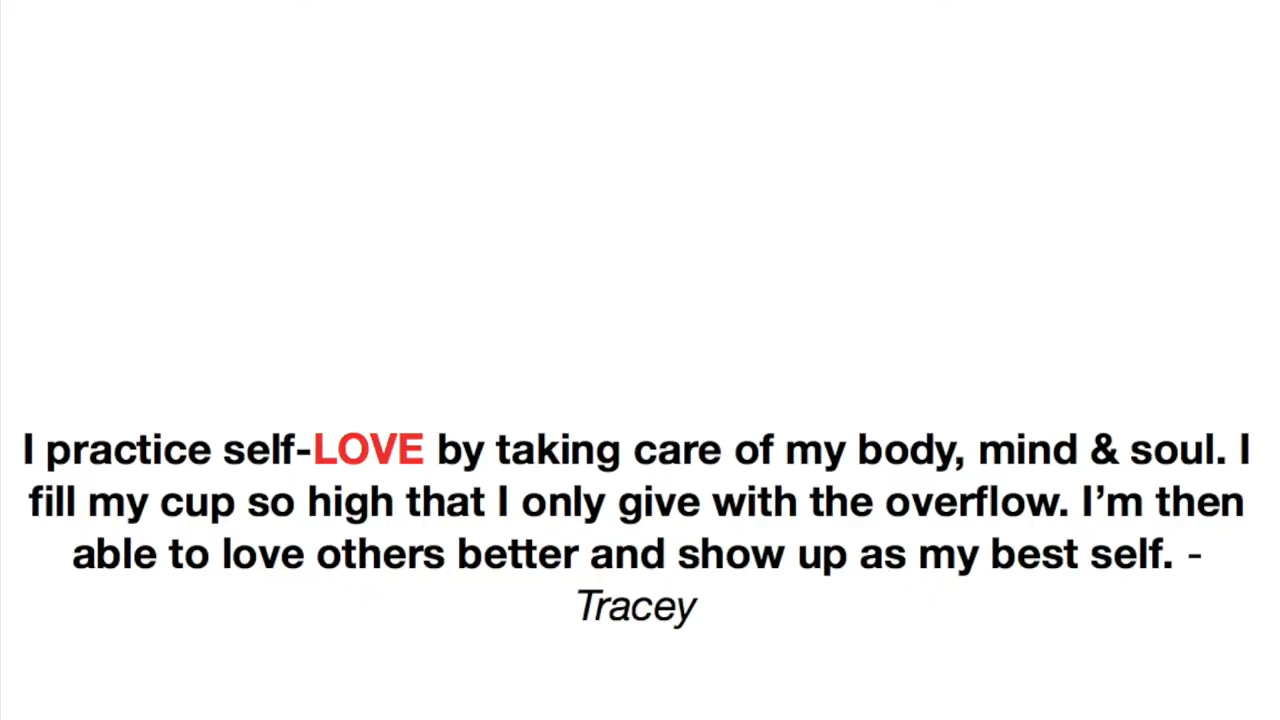 I practice self-LOVE by taking care of my body, mind & soul. I
fill my cup so high that I only give with the overflow. I’m then
able to love others better and show up as my best self. -
Tracey